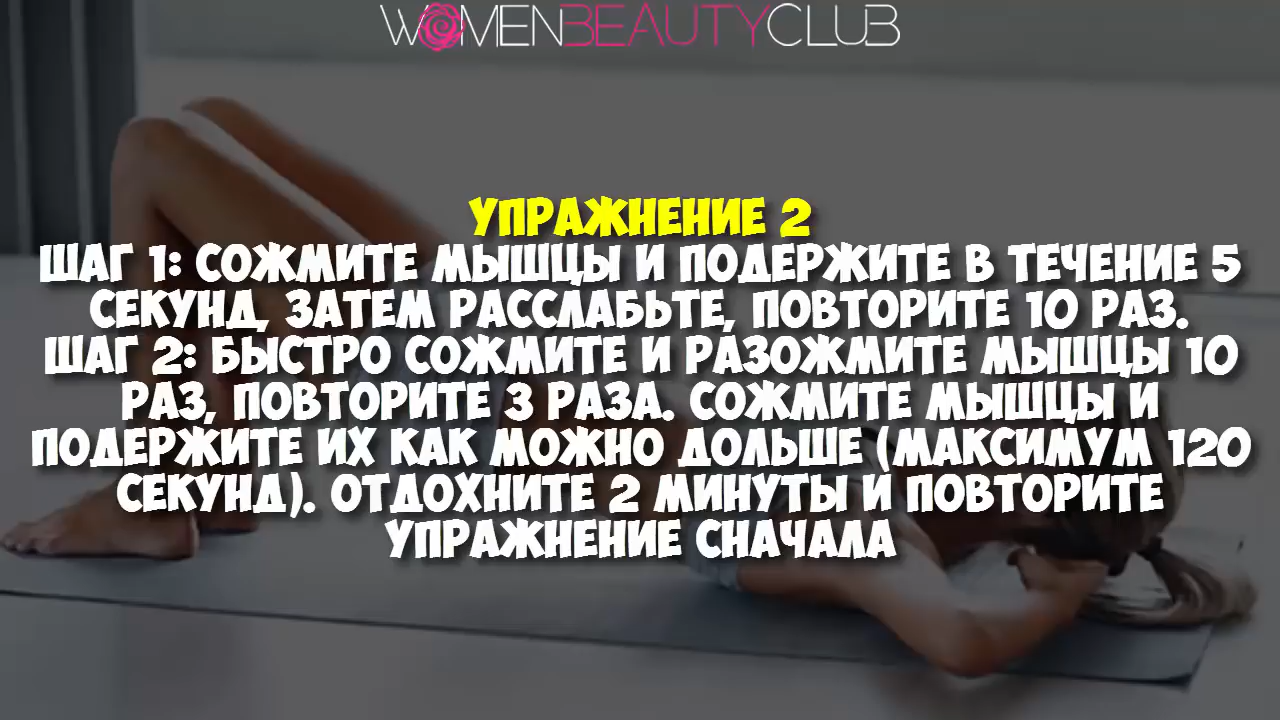 WOMENBEAUTYCLUB
УПРАЖНЕНИЕ 2
ШАГ 1: СОЖМИТЕ МЫШЦЫ И ПОДЕРЖИТЕ В ТЕЧЕНИЕ 5
СЕКУНД, ЗАТЕМ РАССЛАБЬТЕ, ПОВТОРИТЕ 10 РАЗ.
ШАГ 2: БЫСТРО СОЖМИТЕ И РАЗОЖМИТЕ МЫШЦЫ 10
РАЗ, ПОВТОРИТЕ 3 РАЗА. СОЖМИТЕ МЫШЦЫ И
ПОДЕРЖИТЕ ИХ КАК МОЖНО ДОЛЬШЕ (МАКСИМУМ 120
СЕКУНД). ОТДОХНИТЕ 2 МИНУТЫ И ПОВТОРИТЕ
УПРАЖНЕНИЕ СНАЧАЛА